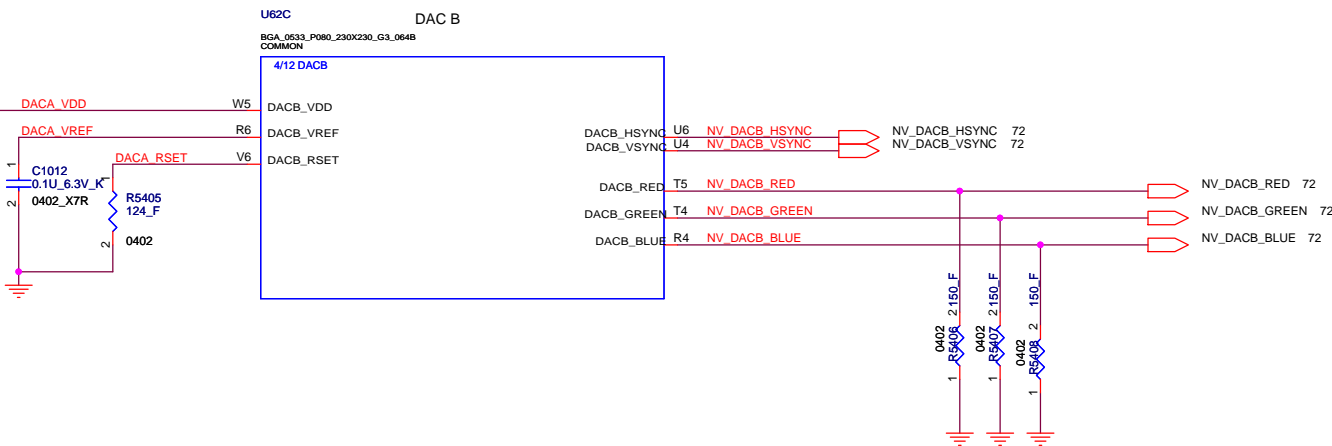 U62C
DAC B
BGA_0533_P080_230X230_G3_064B
COMMON
4/12 DACB
DACA_VDD
W5
DACB_VDD
DACA_VREF
R6
DACB_VREF
DACA_RSET
V6
DACB_RSET
1
C1012
0.1U_6.3V_K
2
0402_X7R
1
R5405
124_F
2
0402
DACB_HSYNC
U6
NV_DACB_HSYNC
NV_DACB_HSYNC 72
DACB_VSYNC
U4
NV_DACB_VSYNC
NV_DACB_VSYNC 72
DACB_RED
T5
NV_DACB_RED
NV_DACB_RED 72
DACB_GREEN
T4
NV_DACB_GREEN
NV_DACB_GREEN 72
DACB_BLUE
R4
NV_DACB_BLUE
NV_DACB_BLUE 72
150_F
2
0402
R5406
1
150_F
2
0402
R5407
1
150_F
2
0402
R5408
1